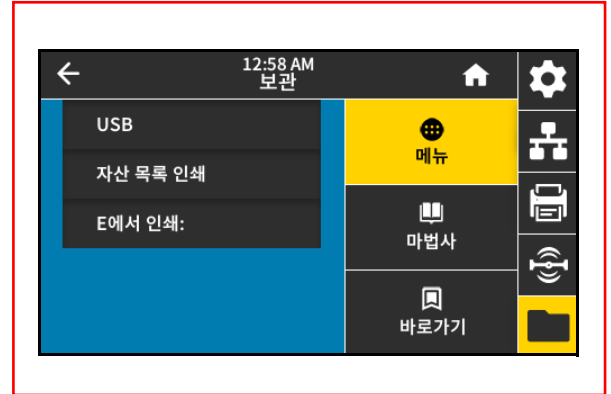 12:58 AM
보관
USB
자산 목록 인쇄
E에서 인쇄:
메뉴
마법사
바로가기